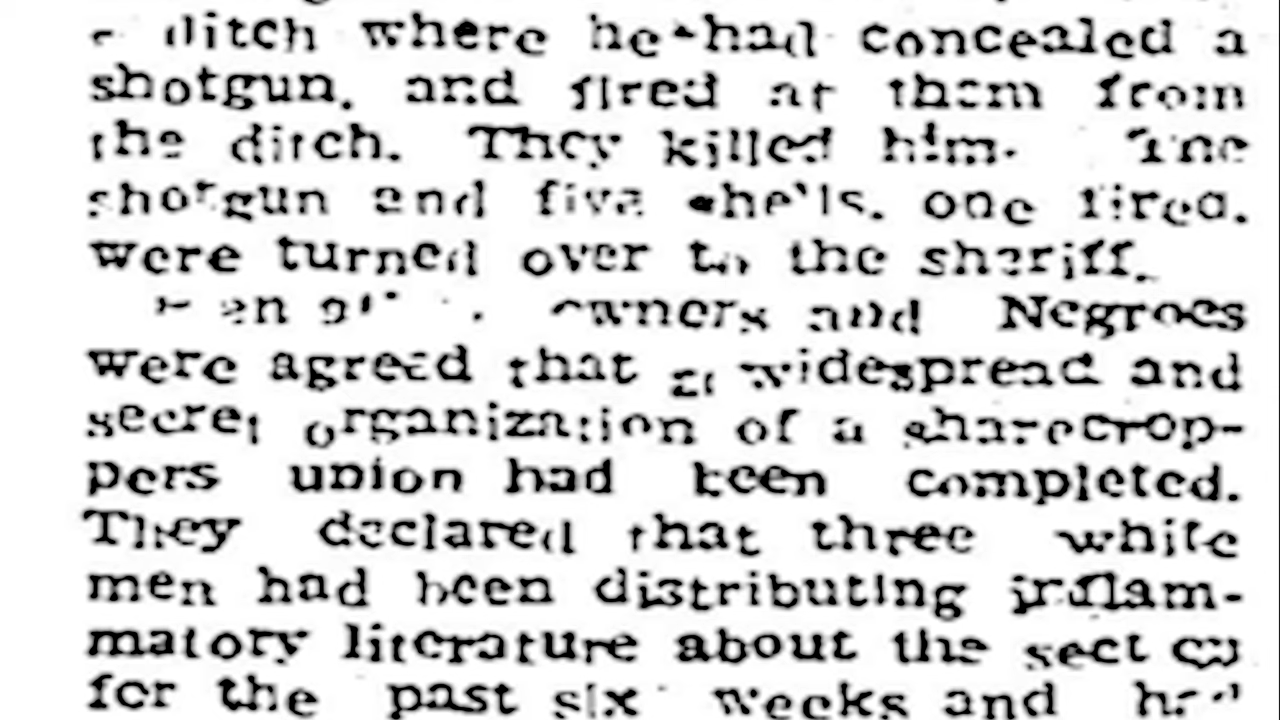 ditch where he had concealed a
shotgun, and fired at them from
the ditch. They killed him. The
shotgun and five shells, one fired,
were turned over to the sheriff.
owners and Negroes
were agreed that a widespread and
secret organization of a sharecrop-
pers union had been completed.
They declared that three white
men had been distributing inflam-
matory literature about the section
for the past six weeks and had